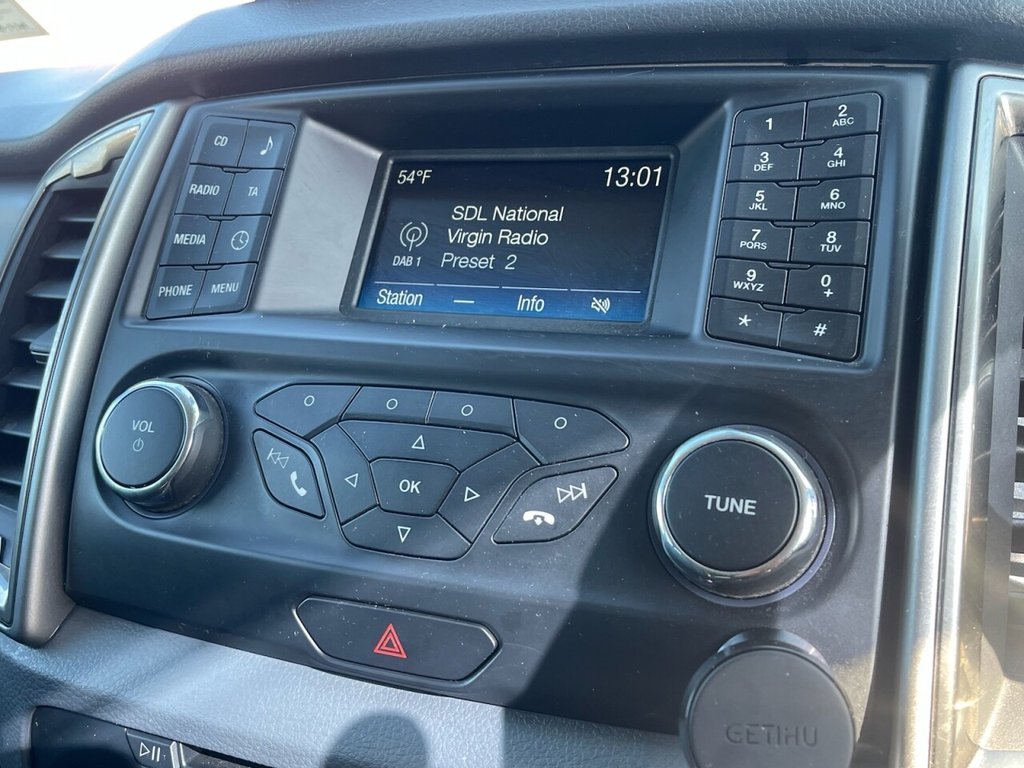 CD
RADIO TA
MEDIA
PHONE MENU
54°F 13:01
SDL National
Virgin Radio
DAB 1 Preset 2
Station — Info
1 2 ABC
3 DEF 4 GHI
5 JKL 6 MNO
7 PQRS 8 TUV
9 WXYZ 0 +
* #
VOL
OK
TUNE
GETIHU